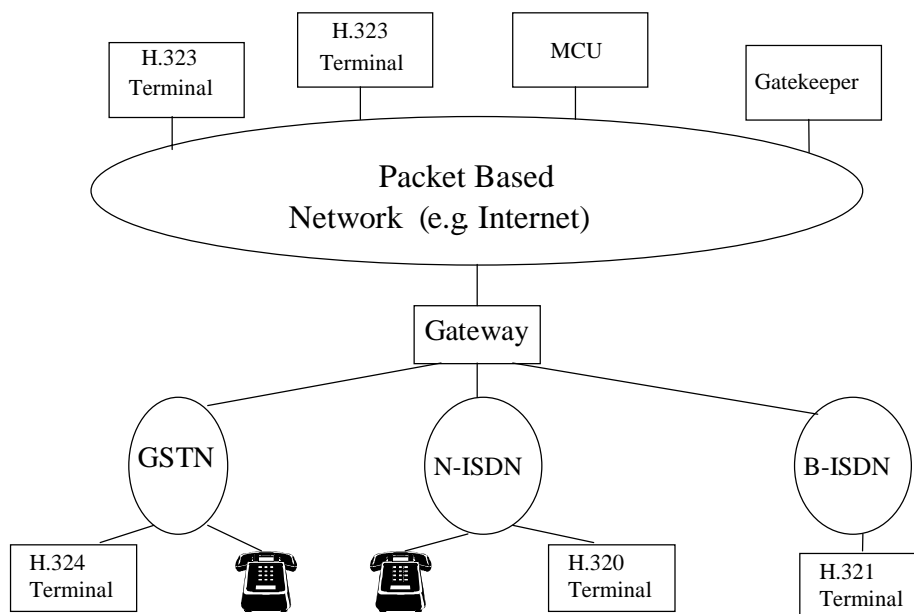 H.323
Terminal
H.323
Terminal
MCU
Gatekeeper
Packet Based
Network (e.g. Internet)
Gateway
GSTN
N-ISDN
B-ISDN
H.324
Terminal
H.320
Terminal
H.321
Terminal